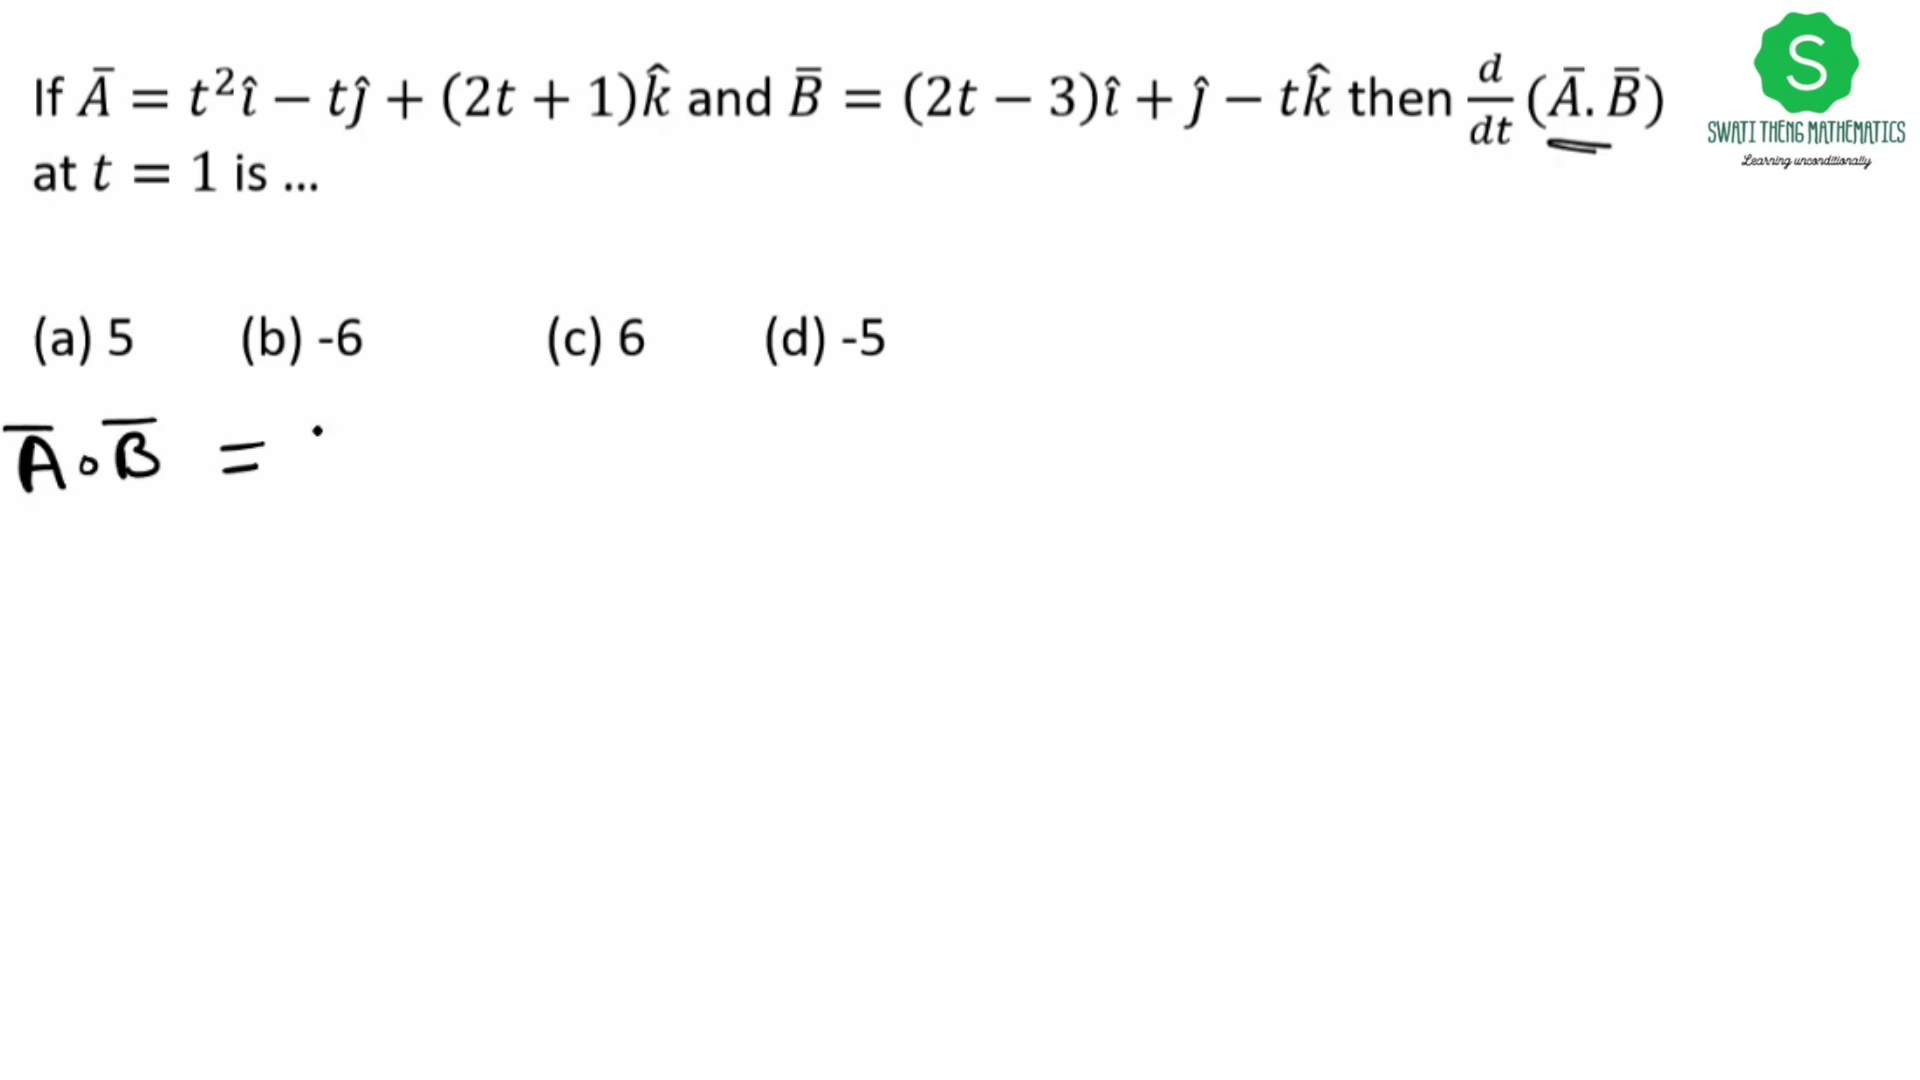 If Ā = t²î − tĵ + (2t + 1)k̂ and B̄ = (2t − 3)î + ĵ − tk̂ then d/dt (Ā. B̄)
at t = 1 is ...
S
SWATI THENG MATHEMATICS
Learning unconditionally
(a) 5 (b) -6 (c) 6 (d) -5
Ā∘B̄ =